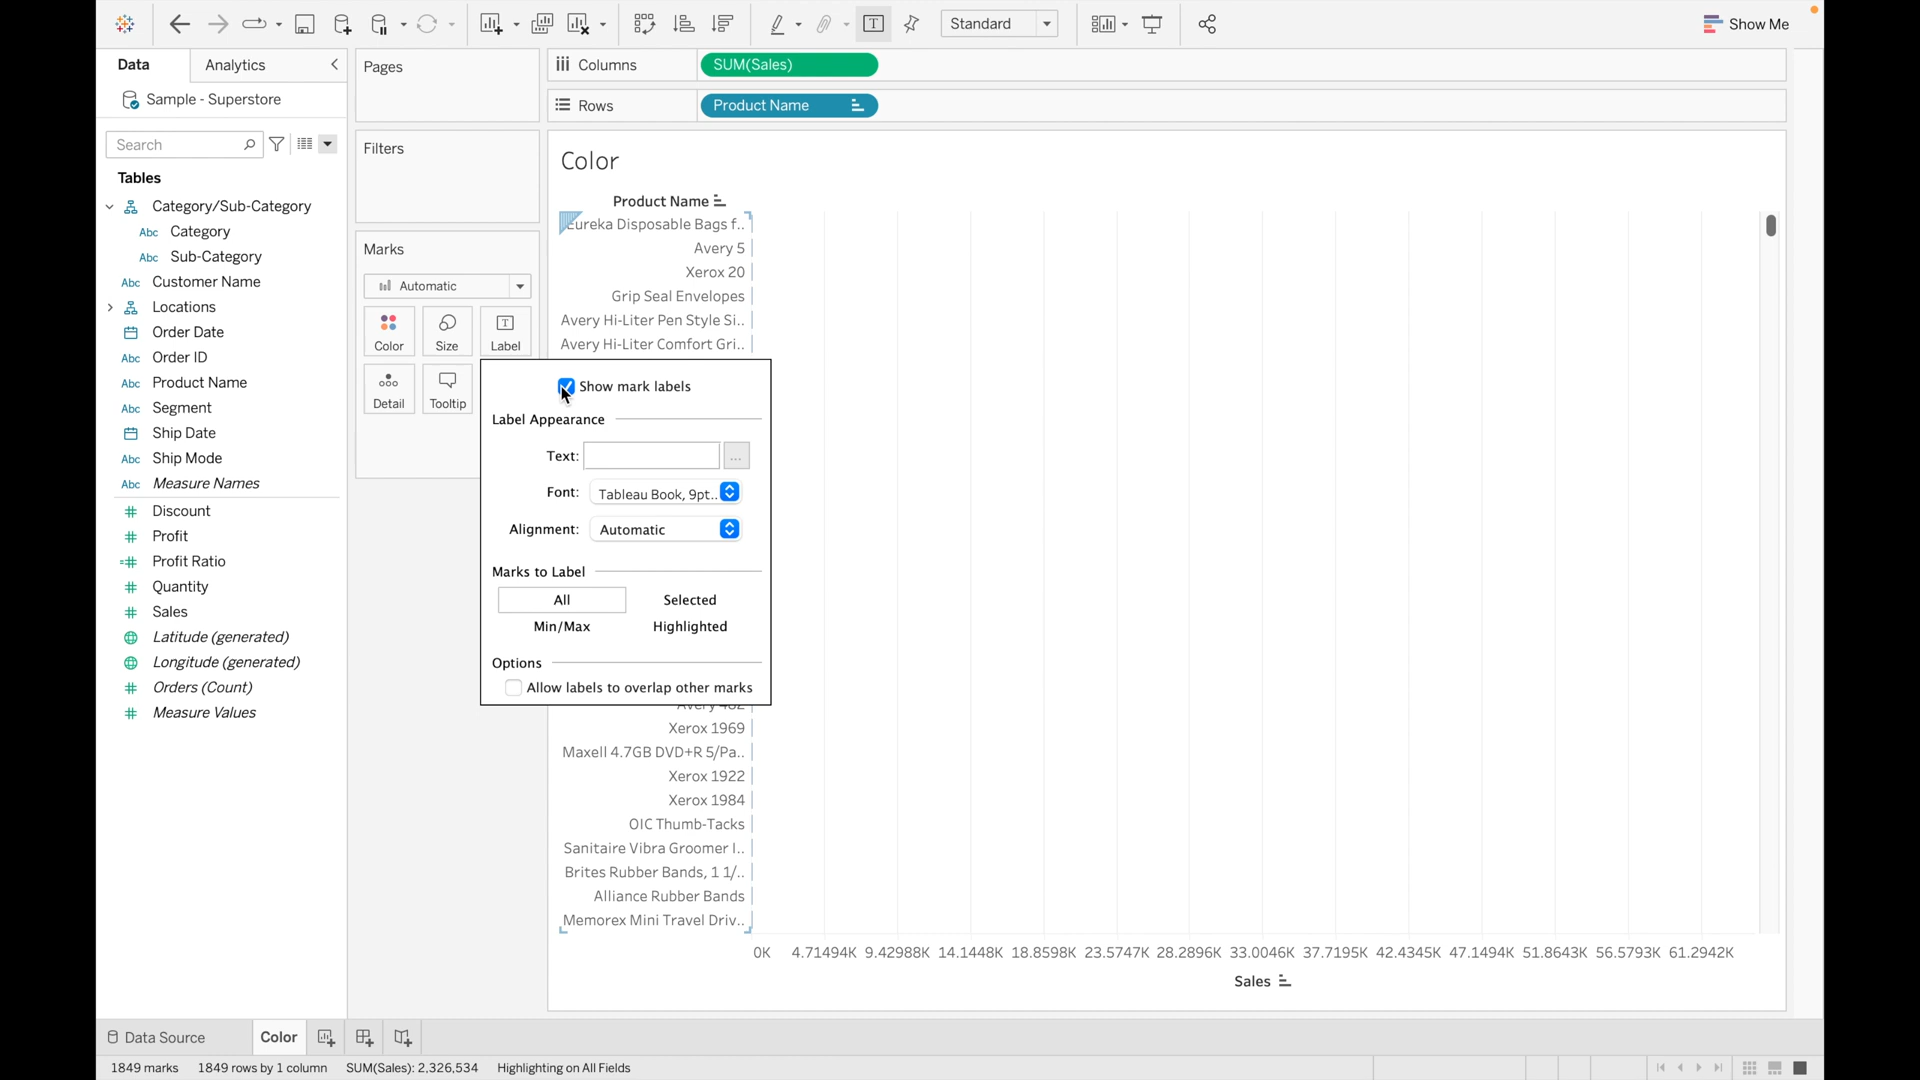 Standard
Show Me
Data
Analytics
Sample - Superstore
Search
Tables
Category/Sub-Category
Abc Category
Abc Sub-Category
Abc Customer Name
Locations
Order Date
Abc Order ID
Abc Product Name
Abc Segment
Ship Date
Abc Ship Mode
Abc Measure Names
# Discount
# Profit
=# Profit Ratio
# Quantity
# Sales
Latitude (generated)
Longitude (generated)
# Orders (Count)
# Measure Values
Pages
Filters
Marks
Automatic
Color
Size
Label
Detail
Tooltip
Columns
SUM(Sales)
Rows
Product Name
Color
Product Name
Eureka Disposable Bags f..
Avery 5
Xerox 20
Grip Seal Envelopes
Avery Hi-Liter Pen Style Si..
Avery Hi-Liter Comfort Gri..
Show mark labels
Label Appearance
Text:
...
Font:
Tableau Book, 9pt..
Alignment:
Automatic
Marks to Label
All
Selected
Min/Max
Highlighted
Options
Allow labels to overlap other marks
Xerox 1969
Maxell 4.7GB DVD+R 5/Pa..
Xerox 1922
Xerox 1984
OIC Thumb-Tacks
Sanitaire Vibra Groomer I..
Brites Rubber Bands, 1 1/..
Alliance Rubber Bands
Memorex Mini Travel Driv..
0K 4.71494K 9.42988K 14.1448K 18.8598K 23.5747K 28.2896K 33.0046K 37.7195K 42.4345K 47.1494K 51.8643K 56.5793K 61.2942K
Sales
Data Source
Color
1849 marks 1849 rows by 1 column SUM(Sales): 2,326,534 Highlighting on All Fields